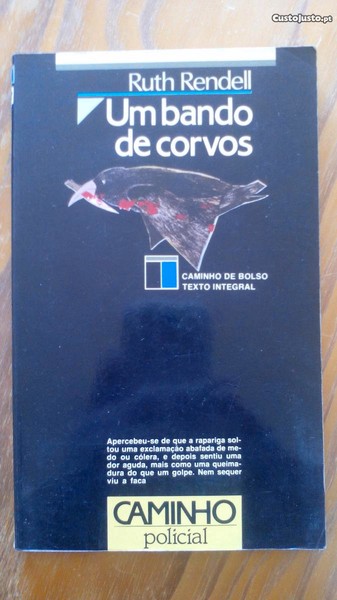 CustoJusto.pt
Ruth Rendell
Um bando
de corvos
CAMINHO DE BOLSO
TEXTO INTEGRAL
Apercebeu-se de que a rapariga sol-
tou uma exclamação abafada de me-
do ou cólera, e depois sentiu uma
dor aguda, mais como uma queima-
dura do que um golpe. Nem sequer
viu a faca
CAMINHO
policial